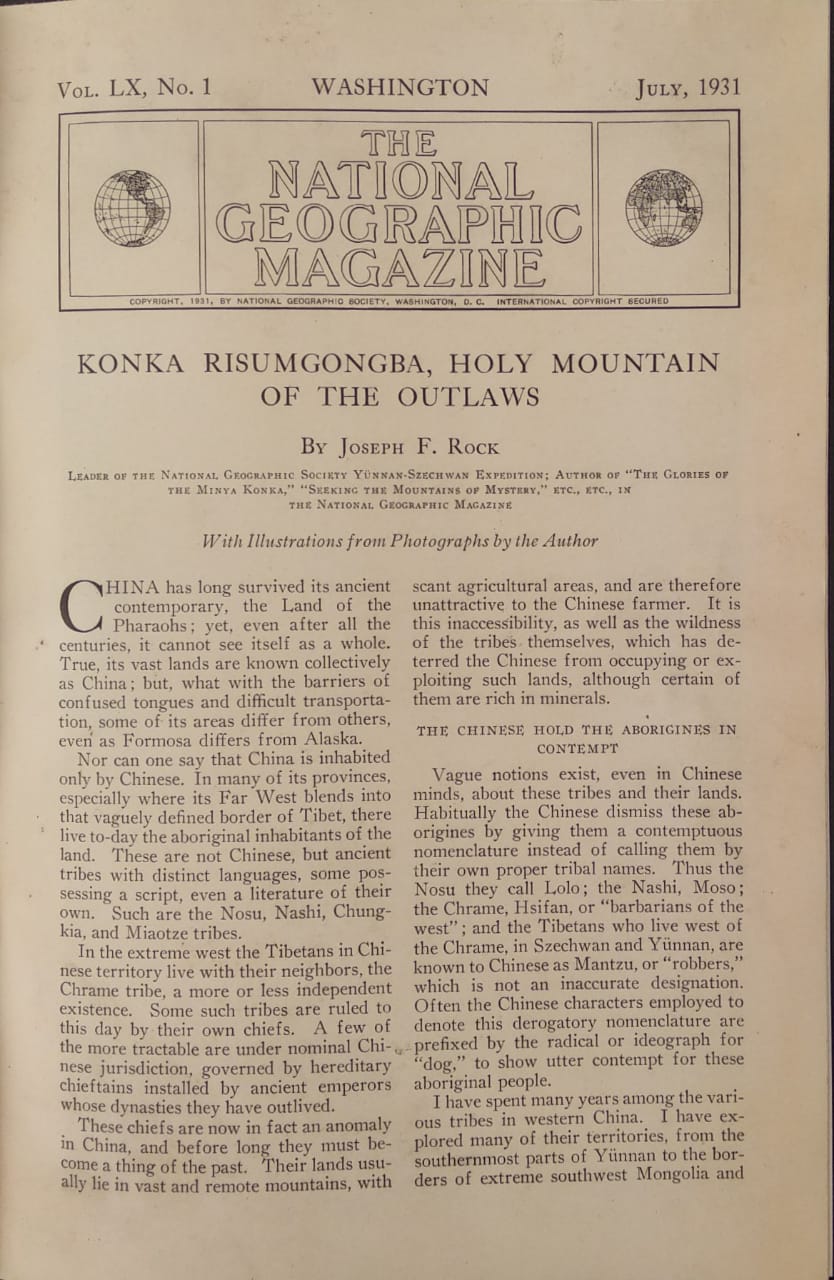 VOL. LX, No. 1 WASHINGTON JULY, 1931
THE
NATIONAL
GEOGRAPHIC
MAGAZINE
COPYRIGHT, 1931, BY NATIONAL GEOGRAPHIC SOCIETY, WASHINGTON, D. C. INTERNATIONAL COPYRIGHT SECURED
KONKA RISUMGONGBA, HOLY MOUNTAIN
OF THE OUTLAWS
BY JOSEPH F. ROCK
LEADER OF THE NATIONAL GEOGRAPHIC SOCIETY YÜNNAN-SZECHWAN EXPEDITION; AUTHOR OF "THE GLORIES OF
THE MINYA KONKA," "SEEKING THE MOUNTAINS OF MYSTERY," ETC., ETC., IN
THE NATIONAL GEOGRAPHIC MAGAZINE
With Illustrations from Photographs by the Author
CHINA has long survived its ancient
contemporary, the Land of the
Pharaohs; yet, even after all the
centuries, it cannot see itself as a whole.
True, its vast lands are known collectively
as China; but, what with the barriers of
confused tongues and difficult transporta-
tion, some of its areas differ from others,
even as Formosa differs from Alaska.
Nor can one say that China is inhabited
only by Chinese. In many of its provinces,
especially where its Far West blends into
that vaguely defined border of Tibet, there
live to-day the aboriginal inhabitants of the
land. These are not Chinese, but ancient
tribes with distinct languages, some pos-
sessing a script, even a literature of their
own. Such are the Nosu, Nashi, Chung-
kia, and Miaotze tribes.
In the extreme west the Tibetans in Chi-
nese territory live with their neighbors, the
Chrame tribe, a more or less independent
existence. Some such tribes are ruled to
this day by their own chiefs. A few of
the more tractable are under nominal Chi-
nese jurisdiction, governed by hereditary
chieftains installed by ancient emperors
whose dynasties they have outlived.
These chiefs are now in fact an anomaly
in China, and before long they must be-
come a thing of the past. Their lands usu-
ally lie in vast and remote mountains, with
scant agricultural areas, and are therefore
unattractive to the Chinese farmer. It is
this inaccessibility, as well as the wildness
of the tribes themselves, which has de-
terred the Chinese from occupying or ex-
ploiting such lands, although certain of
them are rich in minerals.
THE CHINESE HOLD THE ABORIGINES IN
CONTEMPT
Vague notions exist, even in Chinese
minds, about these tribes and their lands.
Habitually the Chinese dismiss these ab-
origines by giving them a contemptuous
nomenclature instead of calling them by
their own proper tribal names. Thus the
Nosu they call Lolo; the Nashi, Moso;
the Chrame, Hsifan, or "barbarians of the
west"; and the Tibetans who live west of
the Chrame, in Szechwan and Yünnan, are
known to Chinese as Mantzu, or "robbers,"
which is not an inaccurate designation.
Often the Chinese characters employed to
denote this derogatory nomenclature are
prefixed by the radical or ideograph for
"dog," to show utter contempt for these
aboriginal people.
I have spent many years among the vari-
ous tribes in western China. I have ex-
plored many of their territories, from the
southernmost parts of Yünnan to the bor-
ders of extreme southwest Mongolia and